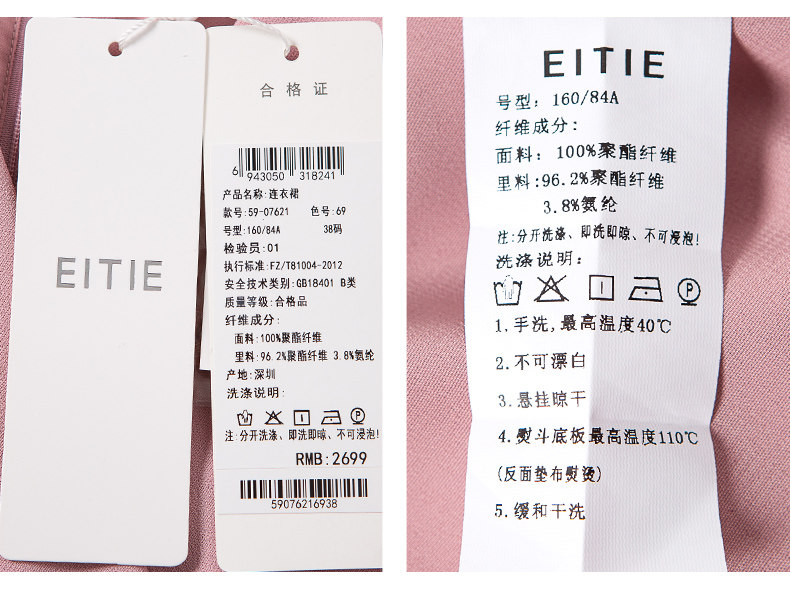 EITIE
合格证
6 943050 318241
产品名称:连衣裙
款号:59-07621 色号:69
号型:160/84A 38码
检验员:01
执行标准:FZ/T81004-2012
安全技术类别:GB18401 B类
质量等级:合格品
纤维成分:
面料:100%聚酯纤维
里料:96.2%聚酯纤维 3.8%氨纶
产地:深圳
洗涤说明:
P
注:分开洗涤、即洗即晾、不可浸泡!
RMB:2699
59076216938
EITIE
号型: 160/84A
纤维成分:
面料: 100%聚酯纤维
里料:96.2%聚酯纤维
3.8%氨纶
注:分开洗涤、即洗即晾、不可浸泡!
洗涤说明:
P
1.手洗,最高温度40℃
2.不可漂白
3.悬挂晾干
4.熨斗底板最高温度110℃
(反面垫布熨烫)
5.缓和干洗